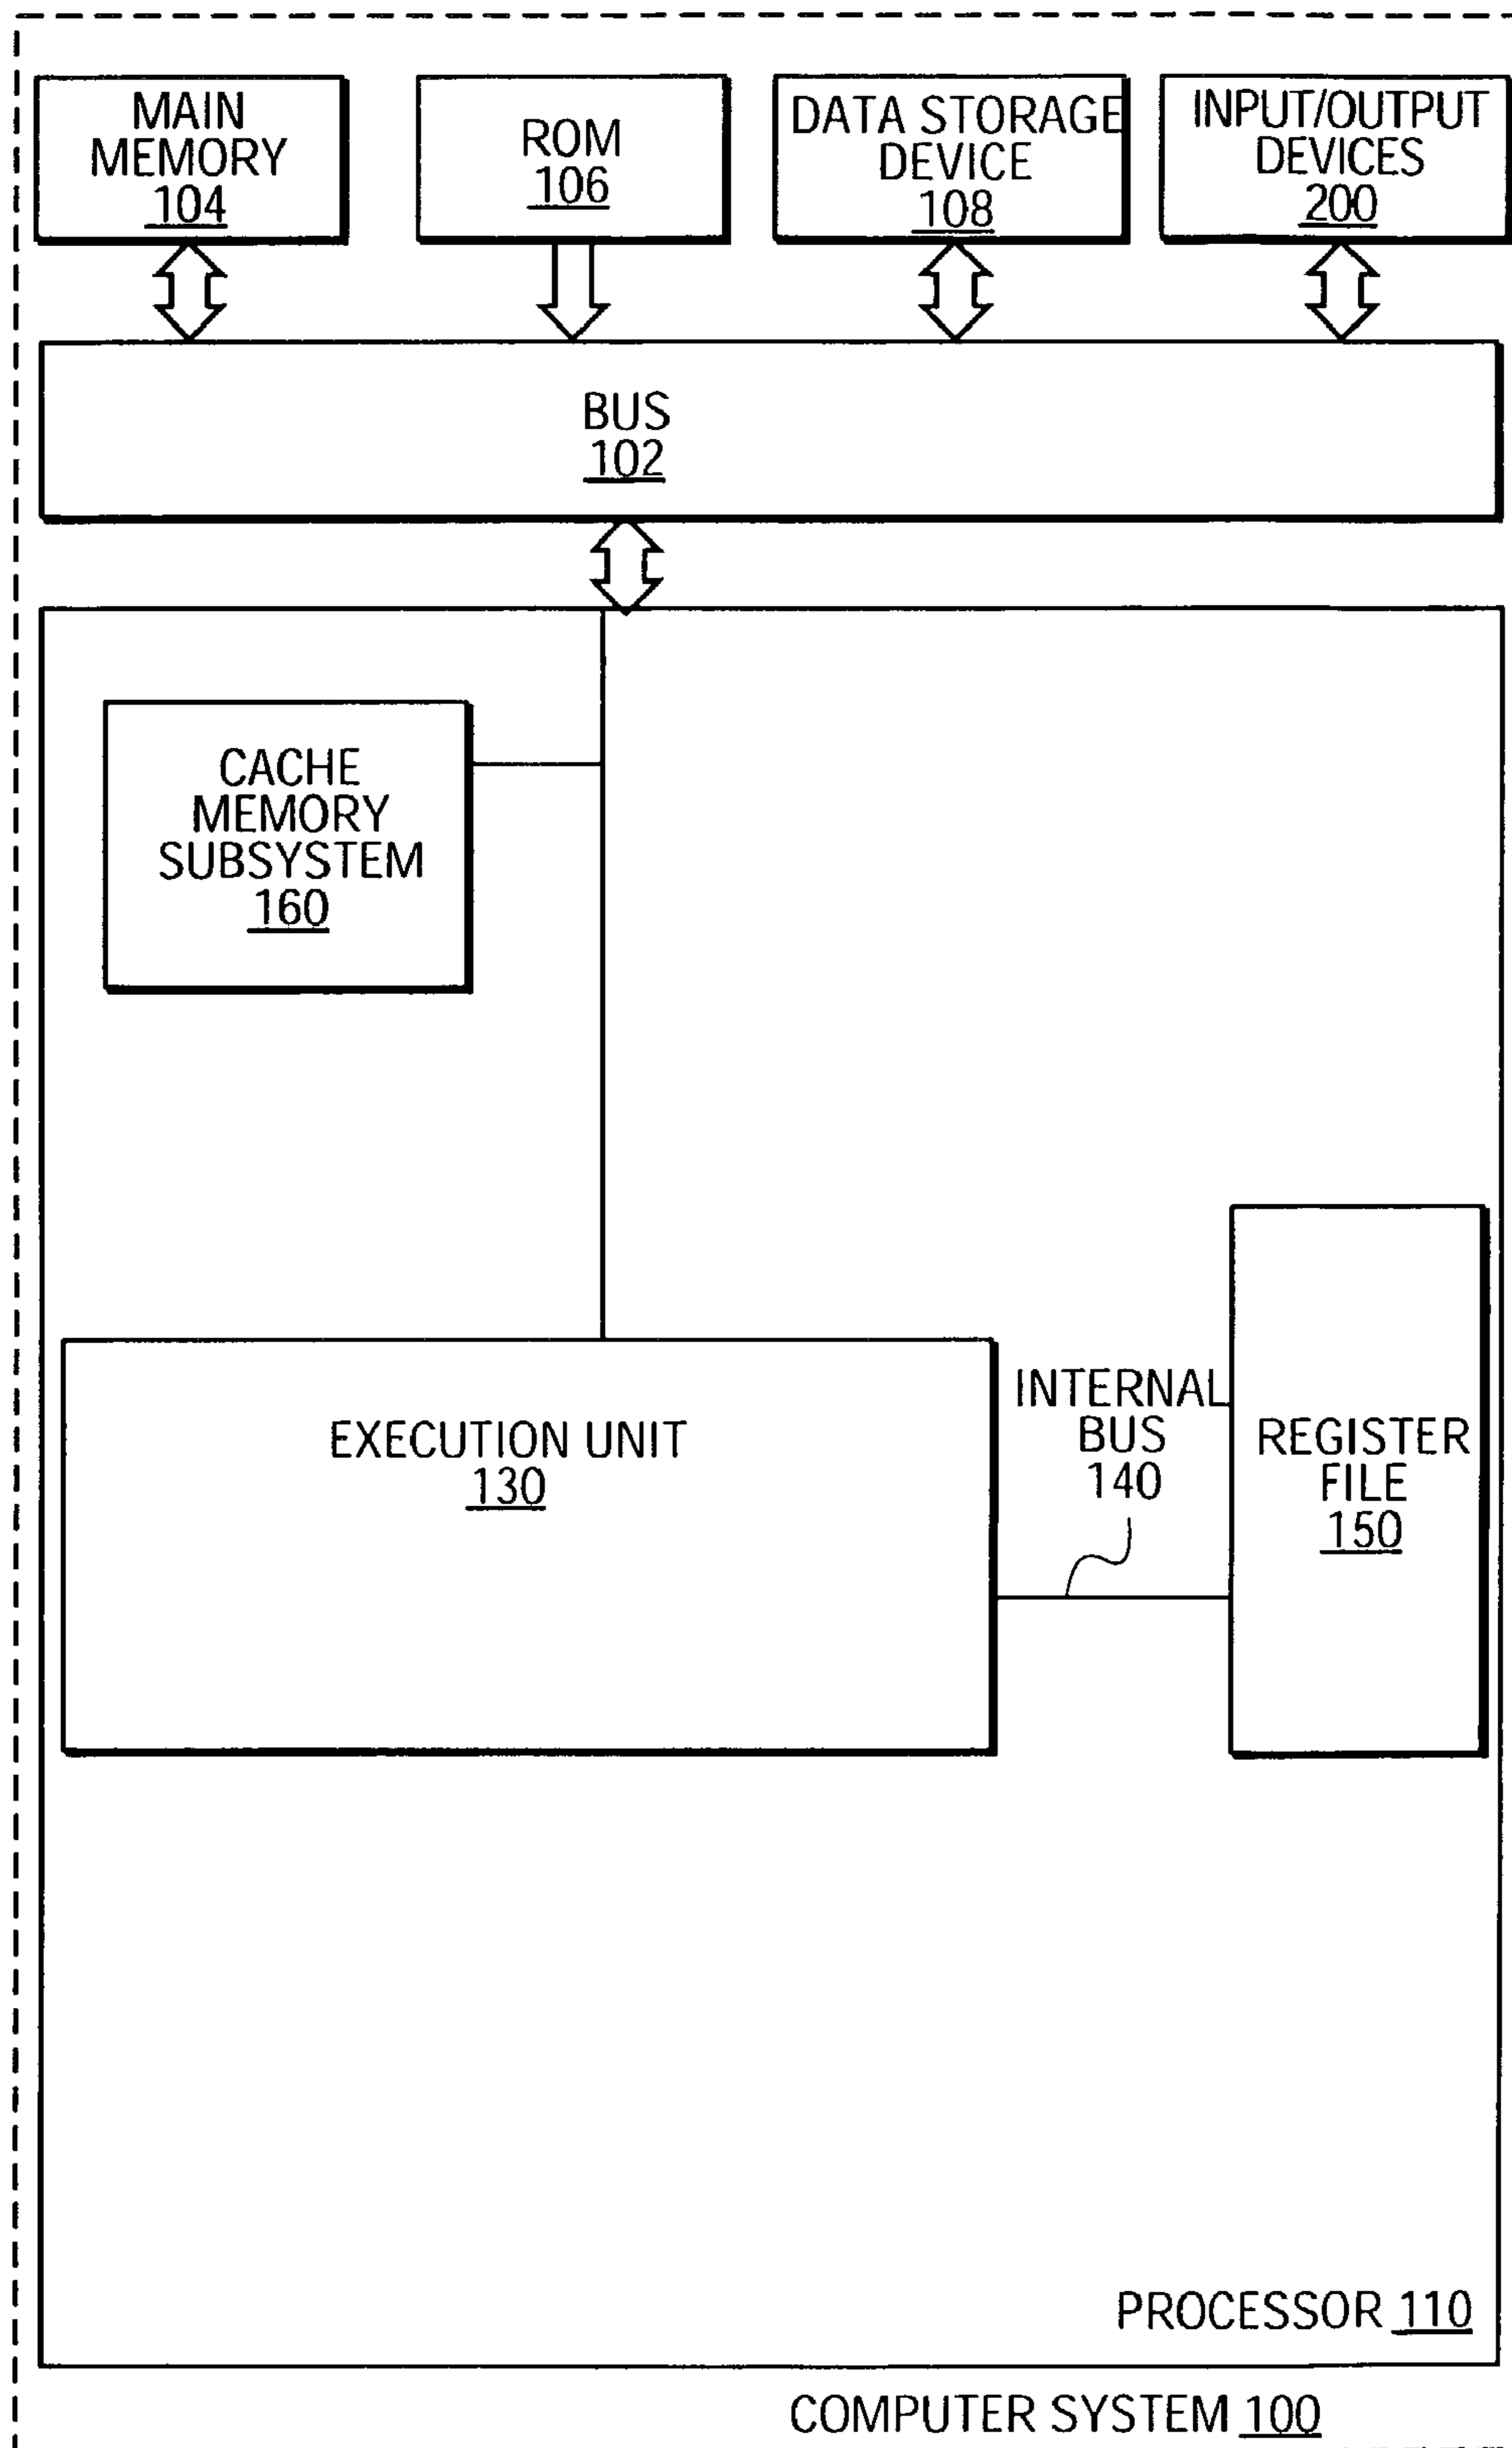 MAIN
MEMORY
104
ROM
106
DATA STORAGE
DEVICE
108
INPUT/OUTPUT
DEVICES
200
BUS
102
CACHE
MEMORY
SUBSYSTEM
160
EXECUTION UNIT
130
INTERNAL
BUS
140
REGISTER
FILE
150
PROCESSOR 110
COMPUTER SYSTEM 100